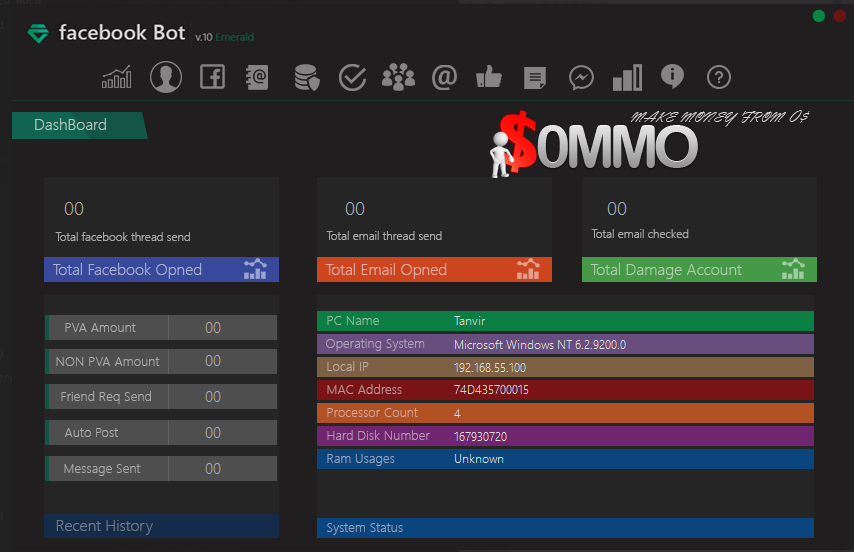 facebook Bot v.10 Emerald
DashBoard
MAKE MONEY FROM 0$
$0MMO
00
Total facebook thread send
Total Facebook Opned
00
Total email thread send
Total Email Opned
00
Total email checked
Total Damage Account
PVA Amount 00
NON PVA Amount 00
Friend Req Send 00
Auto Post 00
Message Sent 00
Recent History
PC Name Tanvir
Operating System Microsoft Windows NT 6.2.9200.0
Local IP 192.168.55.100
MAC Address 74D435700015
Processor Count 4
Hard Disk Number 167930720
Ram Usages Unknown
System Status